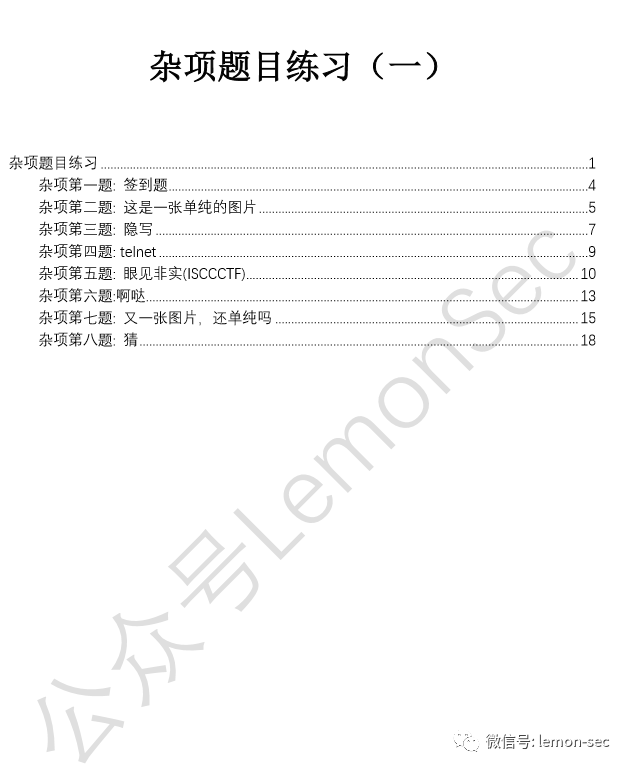 杂项题目练习（一）
杂项题目练习 ........ 1
杂项第一题: 签到题 ........ 4
杂项第二题: 这是一张单纯的图片 ........ 5
杂项第三题: 隐写 ........ 7
杂项第四题: telnet ........ 9
杂项第五题: 眼见非实(ISCCCTF) ........ 10
杂项第六题·啊哒 ........ 13
杂项第七题: 又一张图片，还单纯吗 ........ 15
杂项第八题: 猜 ........ 18
公众号LemonSec
微信号: lemon-sec